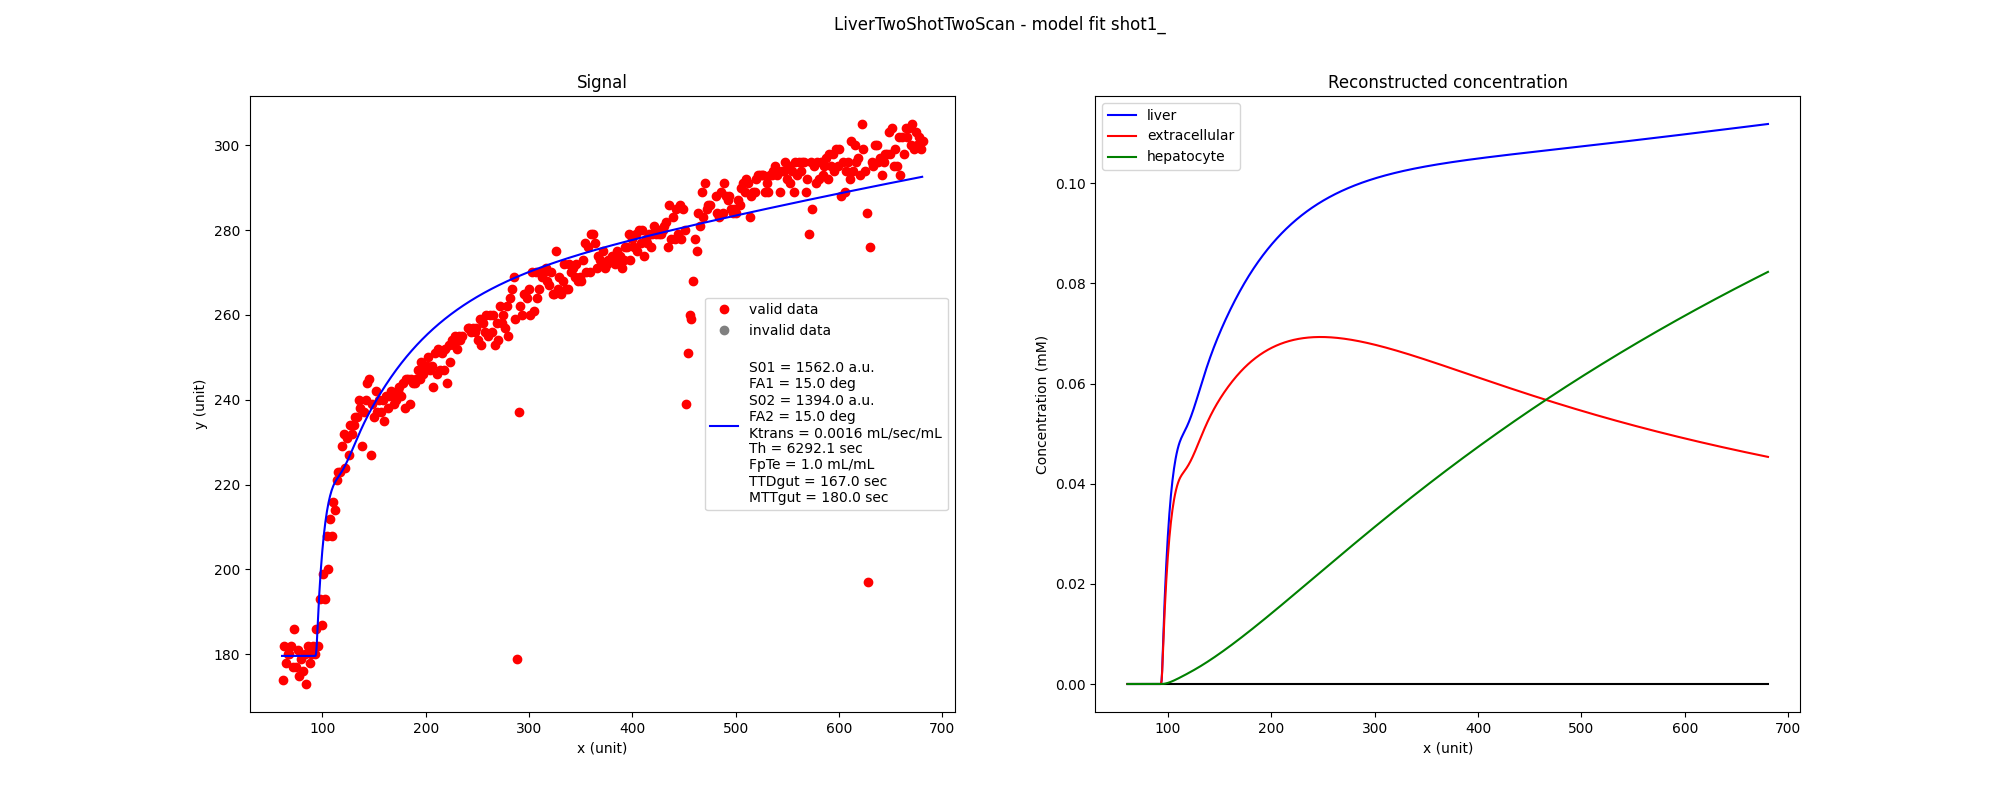 LiverTwoShotTwoScan - model fit shot1_
Signal
y (unit)
300
280
260
240
220
200
180
100
200
300
400
500
600
700
x (unit)
valid data
invalid data
S01 = 1562.0 a.u.
FA1 = 15.0 deg
S02 = 1394.0 a.u.
FA2 = 15.0 deg
Ktrans = 0.0016 mL/sec/mL
Th = 6292.1 sec
FpTe = 1.0 mL/mL
TTDgut = 167.0 sec
MTTgut = 180.0 sec
Reconstructed concentration
Concentration (mM)
0.10
0.08
0.06
0.04
0.02
0.00
100
200
300
400
500
600
700
x (unit)
liver
extracellular
hepatocyte